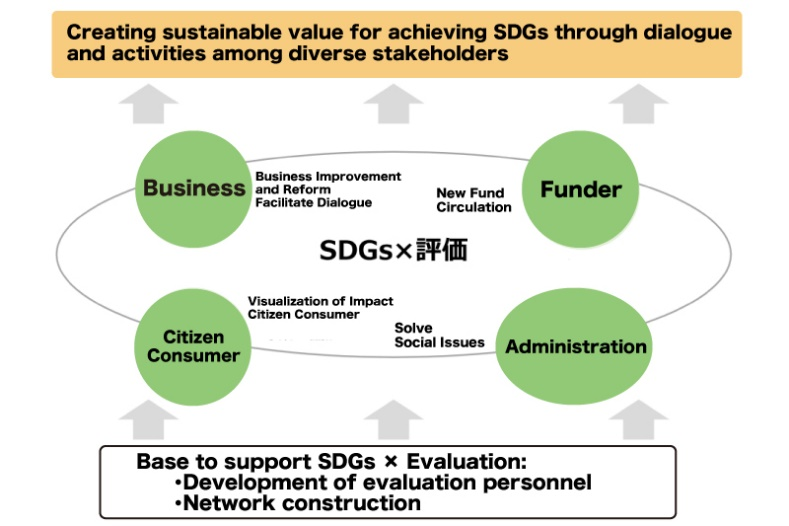 Creating sustainable value for achieving SDGs through dialogue
and activities among diverse stakeholders
Business
Business Improvement
and Reform
Facilitate Dialogue
New Fund
Circulation
Funder
SDGs×評価
Citizen
Consumer
Visualization of Impact
Citizen Consumer
Solve
Social Issues
Administration
Base to support SDGs × Evaluation:
・Development of evaluation personnel
・Network construction